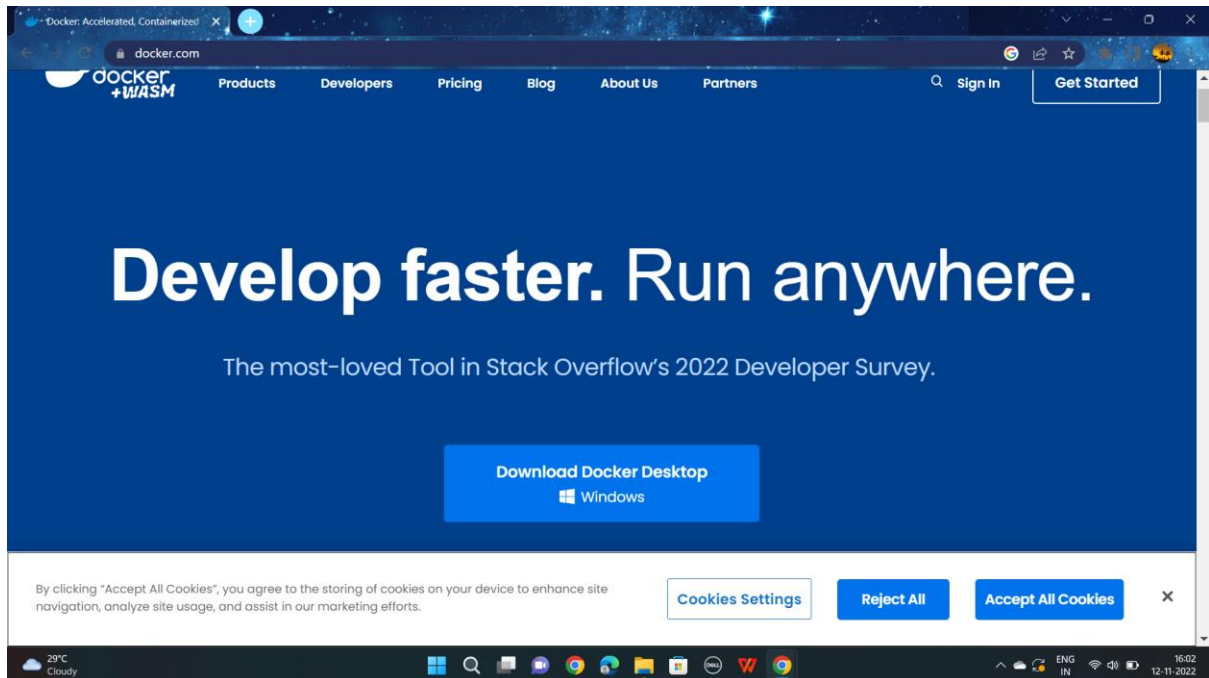 Docker: Accelerated, Containerized
docker.com
docker
+WASM
Products Developers Pricing Blog About Us Partners Sign In Get Started
Develop faster. Run anywhere.
The most-loved Tool in Stack Overflow's 2022 Developer Survey.
Download Docker Desktop
Windows
By clicking "Accept All Cookies", you agree to the storing of cookies on your device to enhance site
navigation, analyze site usage, and assist in our marketing efforts.
Cookies Settings Reject All Accept All Cookies
29°C
Cloudy
DELL
ENG
IN
16:02
12-11-2022